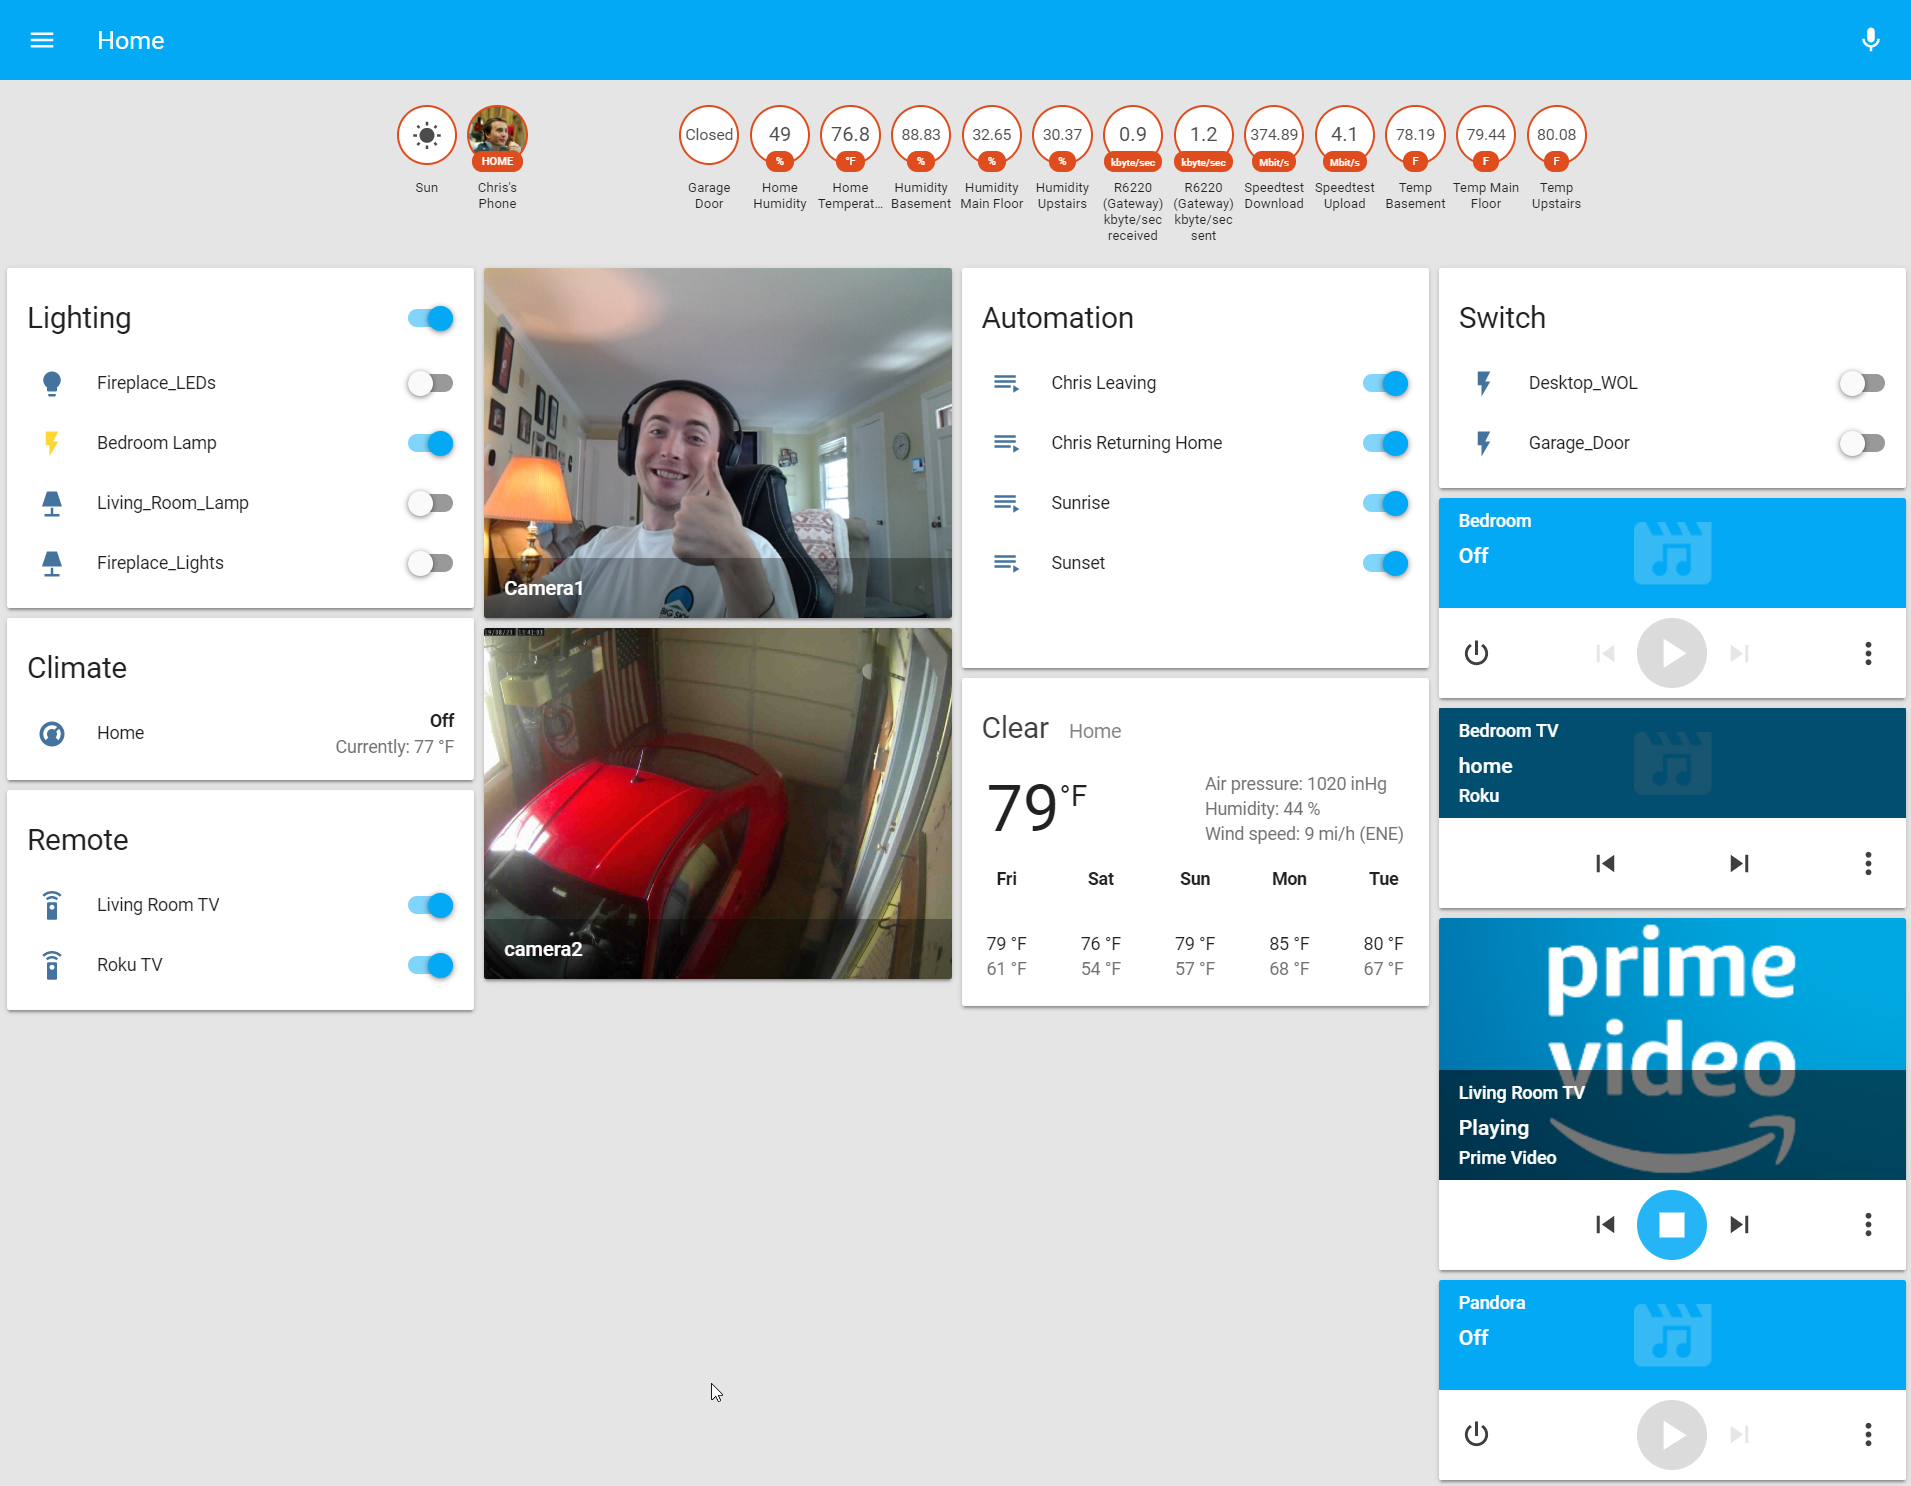 Home
Closed
49
76.8
88.83
32.65
30.37
0.9
1.2
374.89
4.1
78.19
79.44
80.08
HOME
%
°F
%
%
%
kbyte/sec
kbyte/sec
Mbit/s
Mbit/s
F
F
F
Sun
Chris's
Phone
Garage
Door
Home
Humidity
Home
Temperat...
Humidity
Basement
Humidity
Main Floor
Humidity
Upstairs
R6220
(Gateway)
kbyte/sec
received
R6220
(Gateway)
kbyte/sec
sent
Speedtest
Download
Speedtest
Upload
Temp
Basement
Temp Main
Floor
Temp
Upstairs
Lighting
Fireplace_LEDs
Bedroom Lamp
Living_Room_Lamp
Fireplace_Lights
Climate
Home
Off
Currently: 77 °F
Remote
Living Room TV
Roku TV
BIG SKY
Camera1
camera2
Automation
Chris Leaving
Chris Returning Home
Sunrise
Sunset
Clear Home
79 °F
Air pressure: 1020 inHg
Humidity: 44 %
Wind speed: 9 mi/h (ENE)
Fri Sat Sun Mon Tue
79 °F 76 °F 79 °F 85 °F 80 °F
61 °F 54 °F 57 °F 68 °F 67 °F
Switch
Desktop_WOL
Garage_Door
Bedroom
Off
Bedroom TV
home
Roku
prime
video
Living Room TV
Playing
Prime Video
Pandora
Off